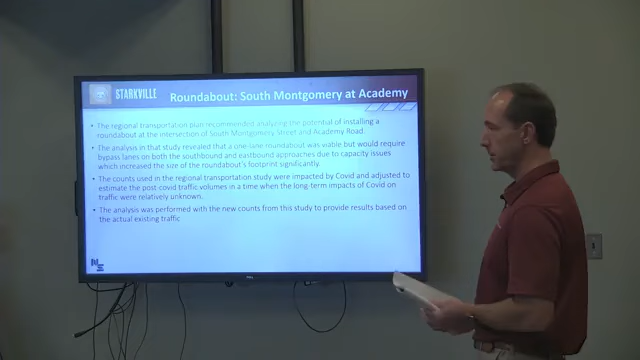 STARKVILLE
Roundabout: South Montgomery at Academy
• The regional transportation plan recommended analyzing the potential of installing a
roundabout at the intersection of South Montgomery Street and Academy Road.
• The analysis in that study revealed that a one-lane roundabout was viable but would require
bypass lanes on both the southbound and eastbound approaches due to capacity issues
which increased the size of the roundabout's footprint significantly.
• The counts used in the regional transportation study were impacted by Covid and adjusted to
estimate the post-covid traffic volumes in a time when the long-term impacts of Covid on
traffic were relatively unknown.
• The analysis was performed with the new counts from this study to provide results based on
the actual existing traffic